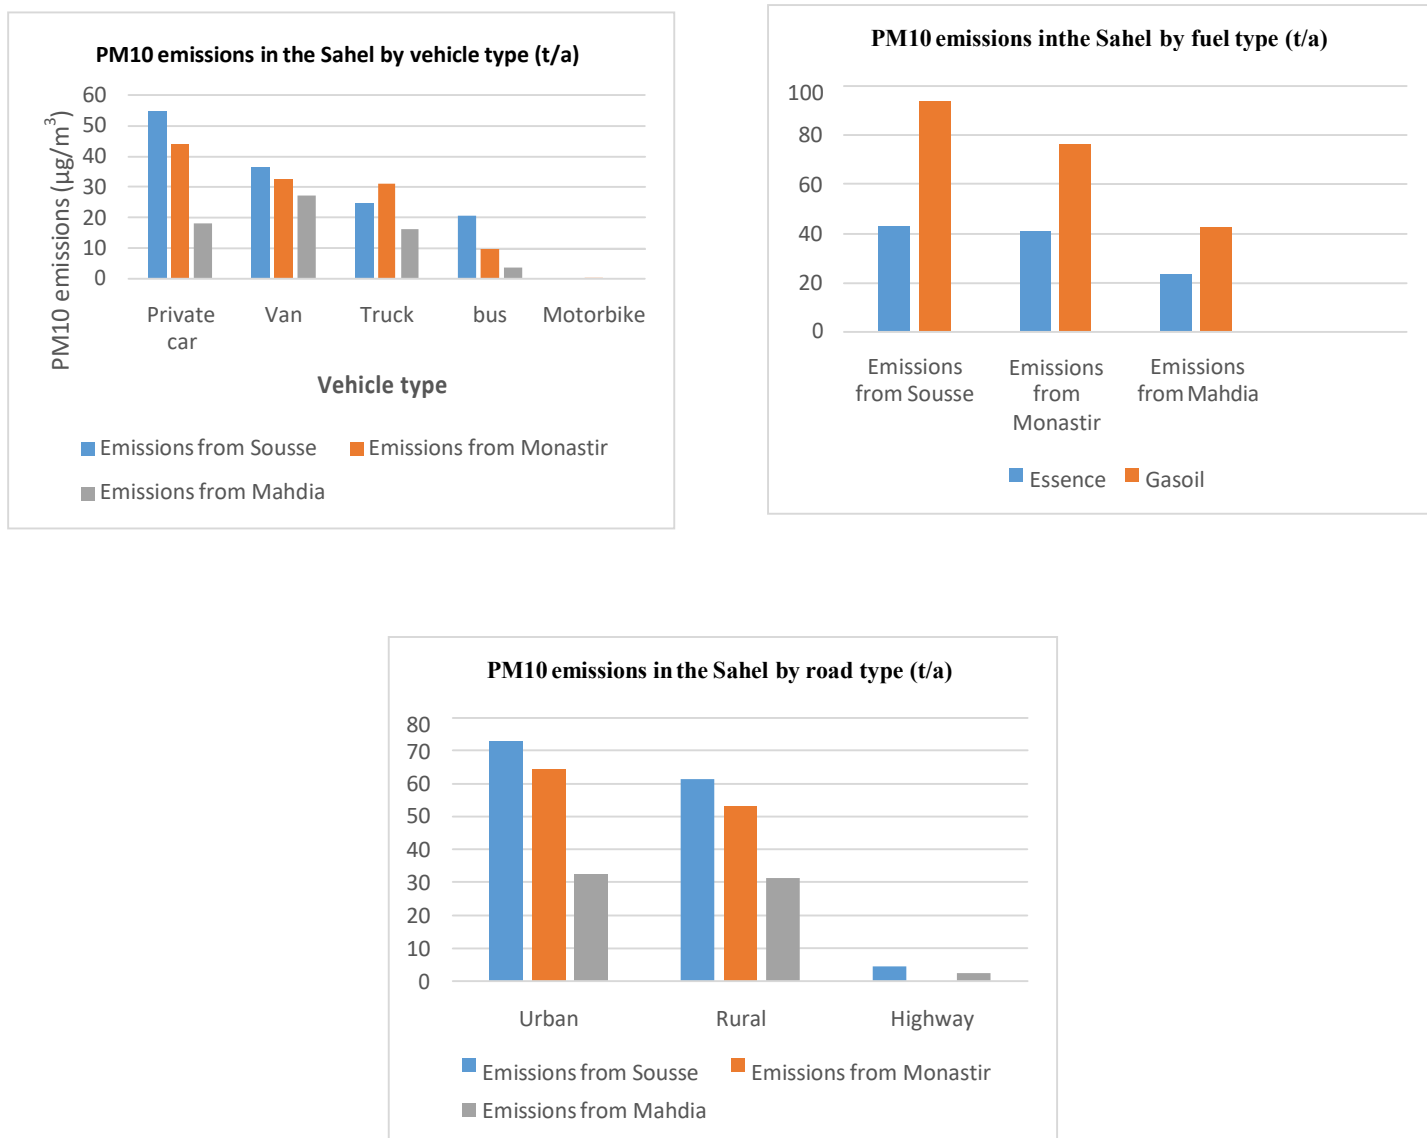 PM10 emissions in the Sahel by vehicle type (t/a)
PM10 emissions (µg/m³)
60
50
40
30
20
10
0
Private
car
Van
Truck
bus
Motorbike
Vehicle type
Emissions from Sousse
Emissions from Monastir
Emissions from Mahdia
PM10 emissions inthe Sahel by fuel type (t/a)
100
80
60
40
20
0
Emissions
from Sousse
Emissions
from
Monastir
Emissions
from Mahdia
Essence
Gasoil
PM10 emissions in the Sahel by road type (t/a)
80
70
60
50
40
30
20
10
0
Urban
Rural
Highway
Emissions from Sousse
Emissions from Monastir
Emissions from Mahdia